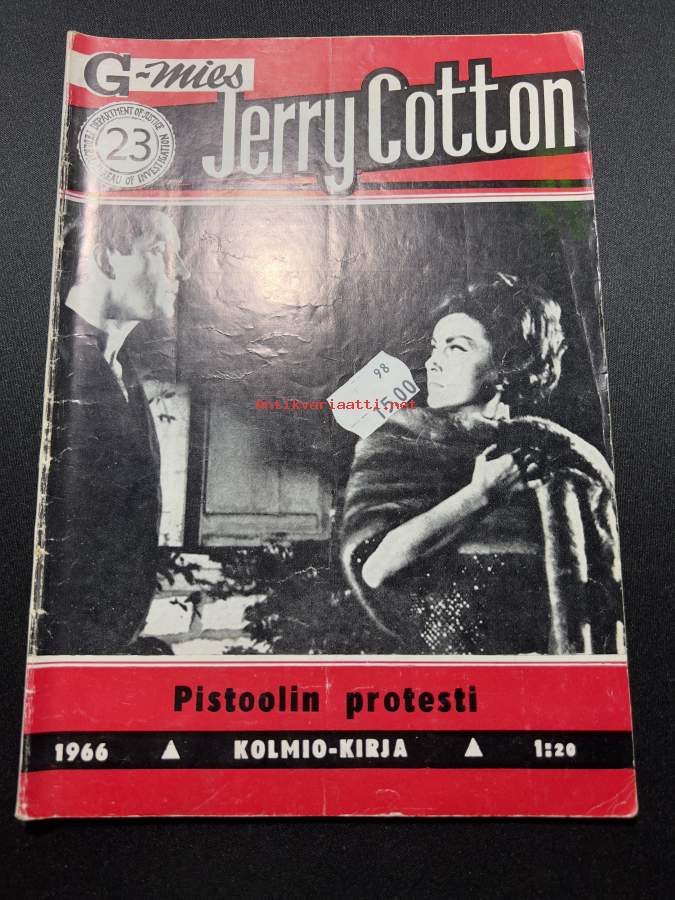 G-mies
Jerry Cotton
DEPARTMENT OF JUSTICE
23
OF INVESTIGATION
98
15,00
antikvariaatti.net
Pistoolin protesti
1966 ▲ KOLMIO-KIRJA ▲ 1:20